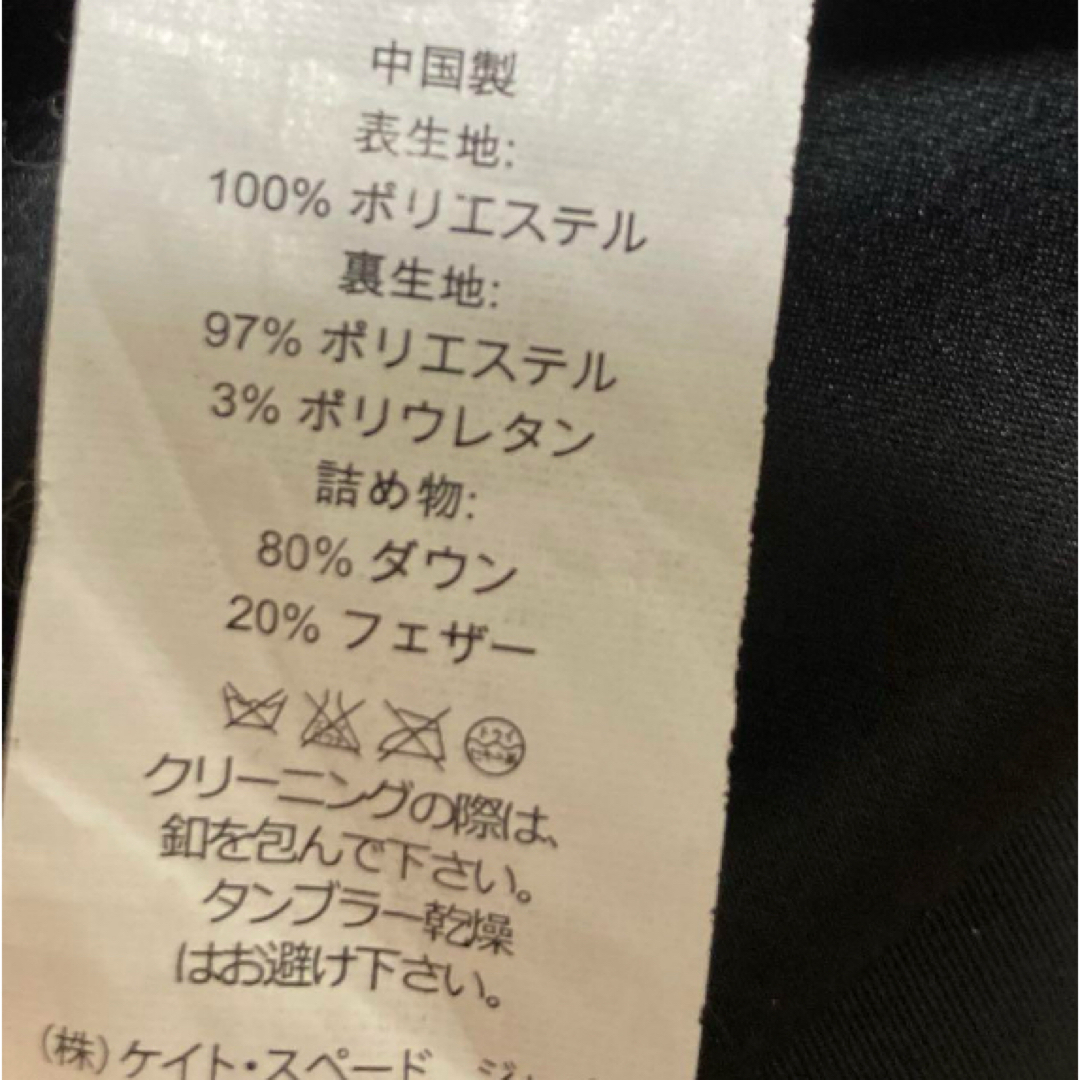 中国製
表生地:
100% ポリエステル
裏生地:
97% ポリエステル
3% ポリウレタン
詰め物:
80% ダウン
20% フェザー
クリーニングの際は、
釦を包んで下さい。
タンブラー乾燥
はお避け下さい。
(株)ケイト・スペード